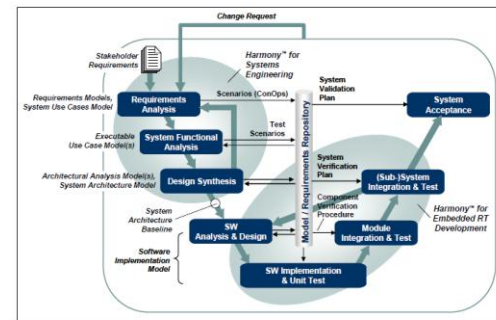 Change Request
Stakeholder
Requirements
Harmony™ for
Systems
Engineering
Requirements Models,
System Use Cases Model
Requirements
Analysis
Scenarios (ConOps)
System
Validation
Plan
System
Acceptance
Executable
Use Case Model(s)
System Functional
Analysis
Test
Scenarios
Model / Requirements Repository
Architectural Analysis Model(s),
System Architecture Model
Design Synthesis
System
Verification
Plan
(Sub-)System
Integration & Test
System
Architecture
Baseline
SW
Analysis & Design
Component
Verification
Procedure
Module
Integration & Test
Harmony™ for
Embedded RT
Development
Software
Implementation
Model
SW Implementation
& Unit Test